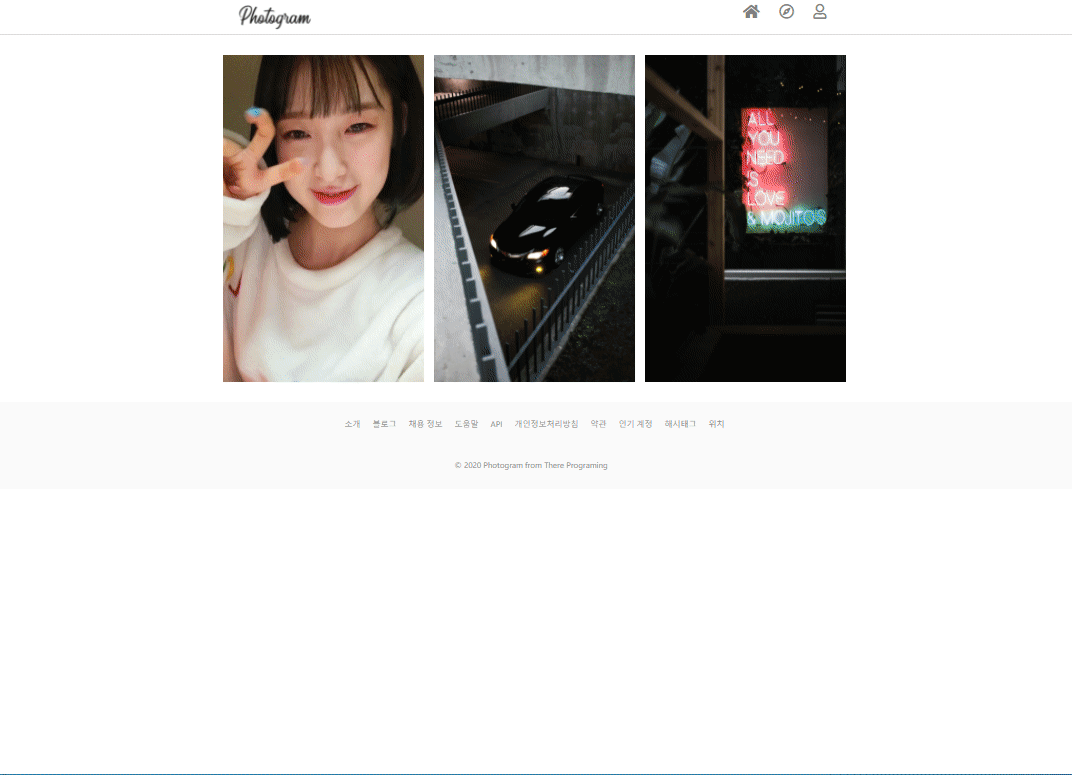 Photogram
ALL
YOU
NEED
IS
LOVE
& MOJITO'S
소개 블로그 채용 정보 도움말 API 개인정보처리방침 약관 인기 계정 해시태그 위치
© 2020 Photogram from There Programing